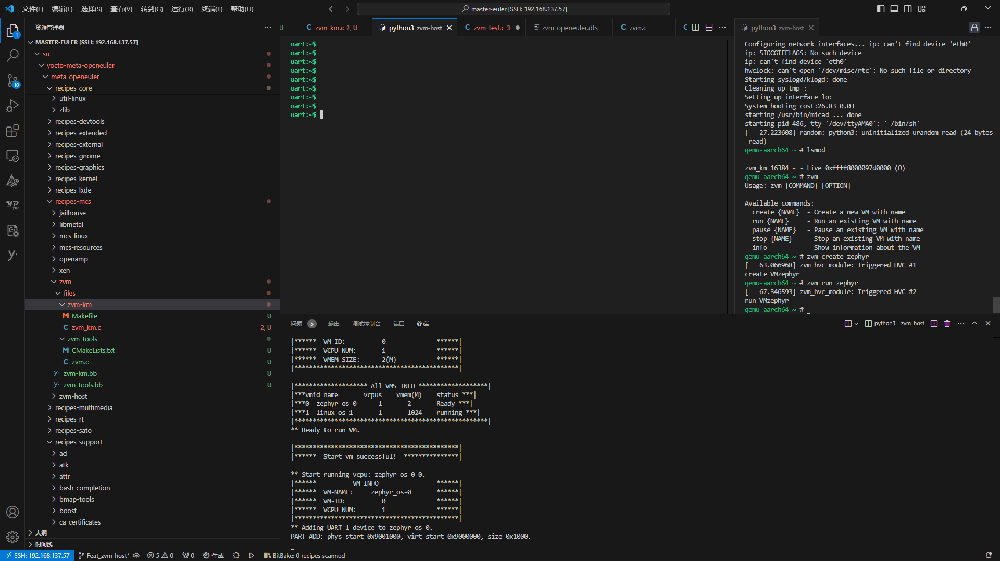 文件(F) 编辑(E) 选择(S) 查看(V) 转到(G) 运行(R) 终端(T) 帮助(H)
master-euler [SSH: 192.168.137.57]
资源管理器
MASTER-EULER [SSH: 192.168.137.57]
src
yocto-meta-openeuler
meta-openeuler
recipes-core
util-linux
zlib
recipes-devtools
recipes-extended
recipes-external
recipes-gnome
recipes-graphics
recipes-kernel
recipes-lxde
recipes-mcs
jailhouse
libmetal
mcs-linux
mcs-resources
openamp
xen
zvm
files
zvm-km
Makefile U
zvm_km.c 2, U
zvm-tools
CMakeLists.txt U
zvm.c U
zvm-km.bb U
zvm-tools.bb U
zvm-host
recipes-multimedia
recipes-rt
recipes-sato
recipes-support
acl
atk
attr
bash-completion
bmap-tools
boost
ca-certificates
大纲
时间线
U
C zvm_km.c 2, U
python3 zvm-host
C zvm_test.c 3
zvm-openeuler.dts
C zvm.c
C
uart:~$
uart:~$
uart:~$
uart:~$
uart:~$
uart:~$
uart:~$
uart:~$
uart:~$
python3 zvm-host
Configuring network interfaces... ip: can't find device 'eth0'
ip: SIOCGIFFLAGS: No such device
ip: can't find device 'eth0'
hwclock: can't open '/dev/misc/rtc': No such file or directory
Starting syslogd/klogd: done
Cleaning up tmp :
Setting up interface lo:
System booting cost:26.83 0.03
starting /usr/bin/micad ... done
starting pid 486, tty '/dev/ttyAMA0': '-/bin/sh'
[   27.223608] random: python3: uninitialized urandom read (24 bytes
 read)
qemu-aarch64 ~ # lsmod
zvm_km 16384 - - Live 0xffff8000097d0000 (O)
qemu-aarch64 ~ # zvm
Usage: zvm {COMMAND} [OPTION]
Available commands:
create {NAME}  - Create a new VM with name
run {NAME}     - Run an existing VM with name
pause {NAME}   - Pause an existing VM with name
stop {NAME}    - Stop an existing VM with name
info           - Show information about the VM
qemu-aarch64 ~ # zvm create zephyr
[   63.066968] zvm_hvc_module: Triggered HVC #1
create VMzephyr
qemu-aarch64 ~ # zvm run zephyr
[   67.346593] zvm_hvc_module: Triggered HVC #2
run VMzephyr
qemu-aarch64 ~ #
问题 5 输出 调试控制台 端口 终端
python3 - zvm-host
|******  VM-ID:          0              ******|
|******  VCPU NUM:       1              ******|
|******  VMEM SIZE:      2(M)           ******|
|*********************************************|
|******************** All VMS INFO *******************|
|***vmid name       vcpus    vmem(M)    status ***|
|***0  zephyr_os-0      1       2       Ready ***|
|***1  linux_os-1       1       1024    running ***|
|*****************************************************|
** Ready to run VM.
|*********************************************|
|******  Start vm successful!  ***************|
** Start running vcpu: zephyr_os-0-0.
|******          VM INFO                ******|
|******  VM-NAME:     zephyr_os-0       ******|
|******  VM-ID:          0              ******|
|******  VCPU NUM:       1              ******|
|*********************************************|
** Adding UART_1 device to zephyr_os-0.
PART_ADD: phys_start 0x9001000, virt_start 0x9000000, size 0x1000.
SSH: 192.168.137.57 Feat_zvm-host* 5 0 0 生成 BitBake: 0 recipes scanned
1
10